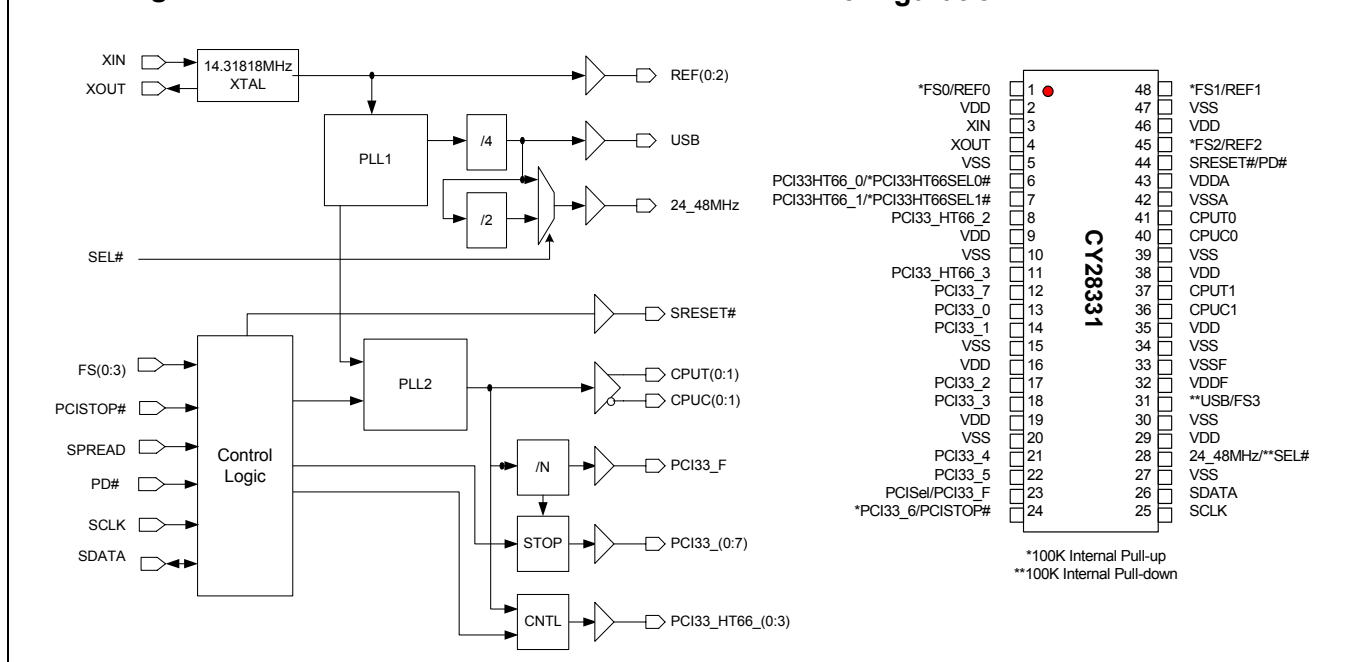 XIN
XOUT
14.31818MHz
XTAL
REF(0:2)
PLL1
/4
USB
/2
24_48MHz
SEL#
SRESET#
FS(0:3)
PCISTOP#
SPREAD
PD#
SCLK
SDATA
Control
Logic
PLL2
CPUT(0:1)
CPUC(0:1)
/N
PCI33_F
STOP
PCI33_(0:7)
CNTL
PCI33_HT66_(0:3)
*FS0/REF0 1
VDD 2
XIN 3
XOUT 4
VSS 5
PCI33HT66_0/*PCI33HT66SEL0# 6
PCI33HT66_1/*PCI33HT66SEL1# 7
PCI33_HT66_2 8
VDD 9
VSS 10
PCI33_HT66_3 11
PCI33_7 12
PCI33_0 13
PCI33_1 14
VSS 15
VDD 16
PCI33_2 17
PCI33_3 18
VDD 19
VSS 20
PCI33_4 21
PCI33_5 22
PCISel/PCI33_F 23
*PCI33_6/PCISTOP# 24
CY28331
48 *FS1/REF1
47 VSS
46 VDD
45 *FS2/REF2
44 SRESET#/PD#
43 VDDA
42 VSSA
41 CPUT0
40 CPUC0
39 VSS
38 VDD
37 CPUT1
36 CPUC1
35 VDD
34 VSS
33 VSSF
32 VDDF
31 **USB/FS3
30 VSS
29 VDD
28 24_48MHz/**SEL#
27 VSS
26 SDATA
25 SCLK
*100K Internal Pull-up
**100K Internal Pull-down